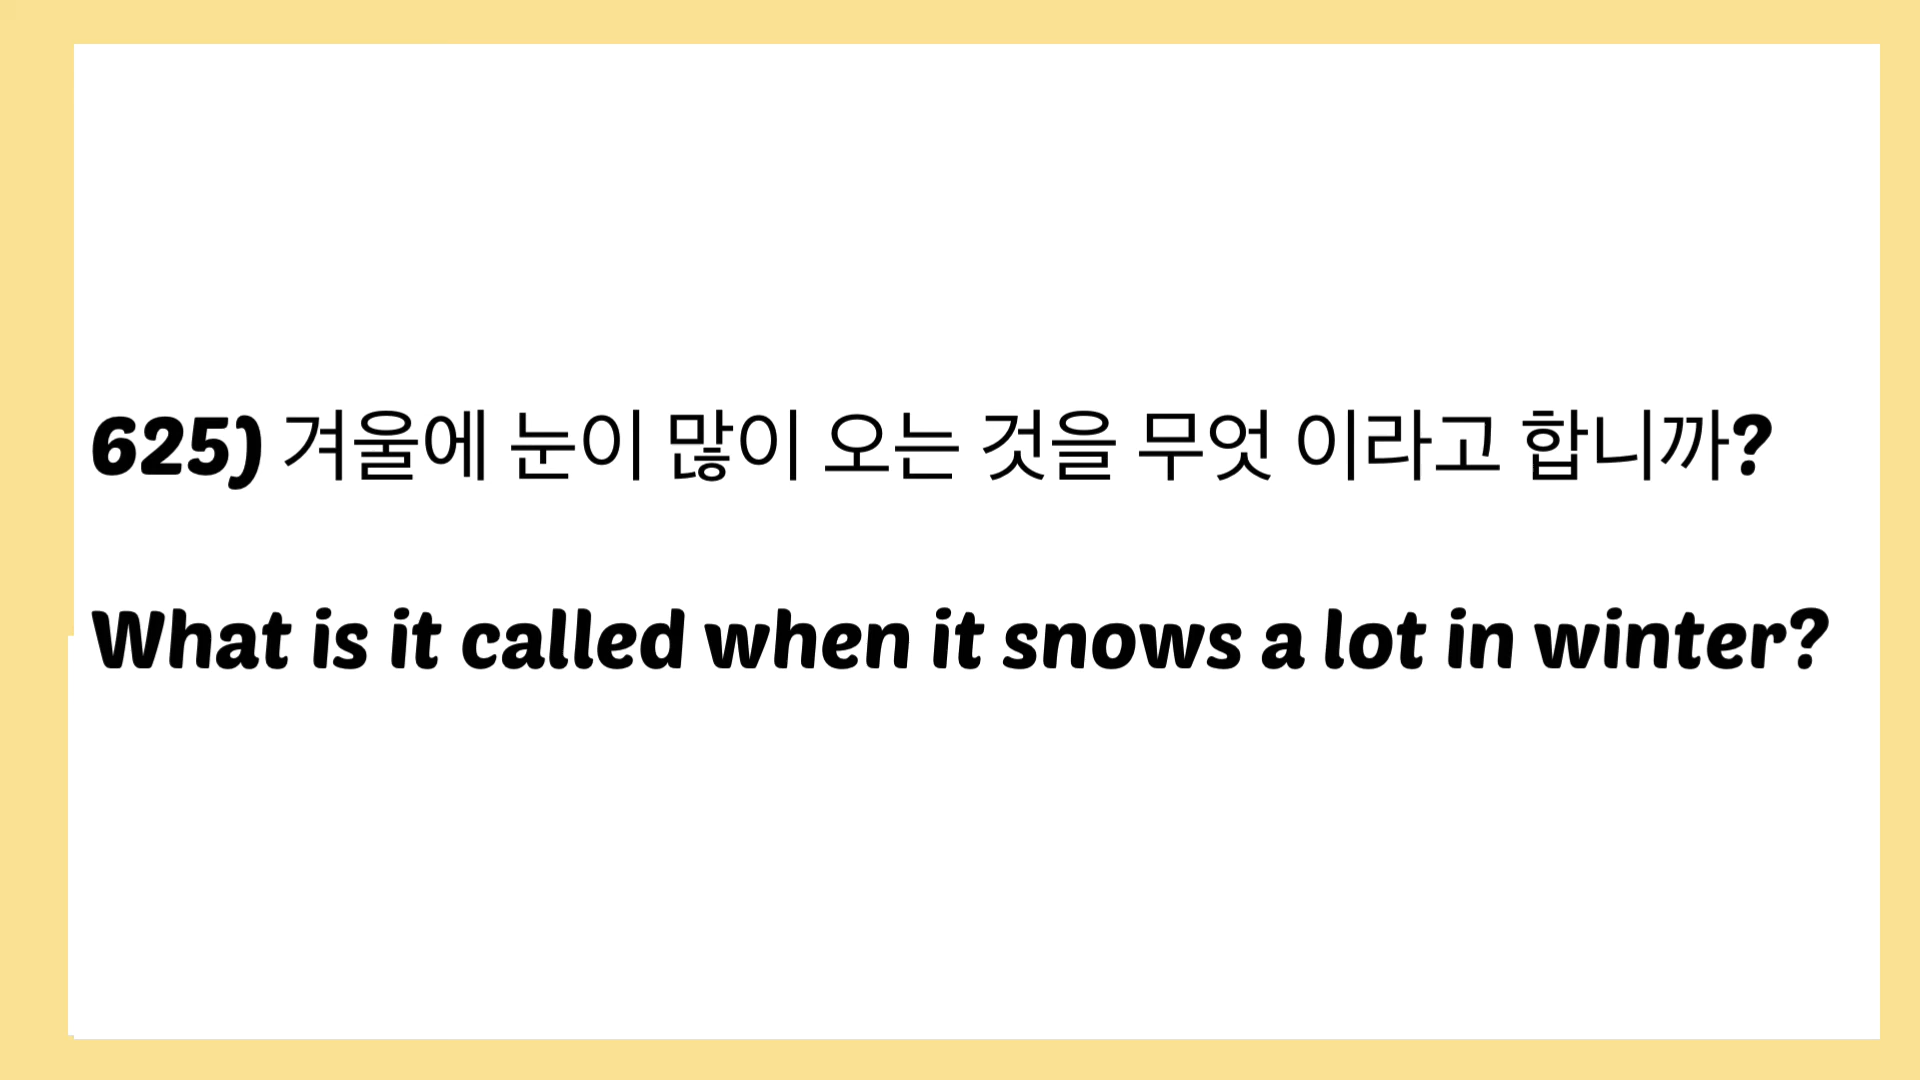 625) 겨울에 눈이 많이 오는 것을 무엇 이라고 합니까?
What is it called when it snows a lot in winter?